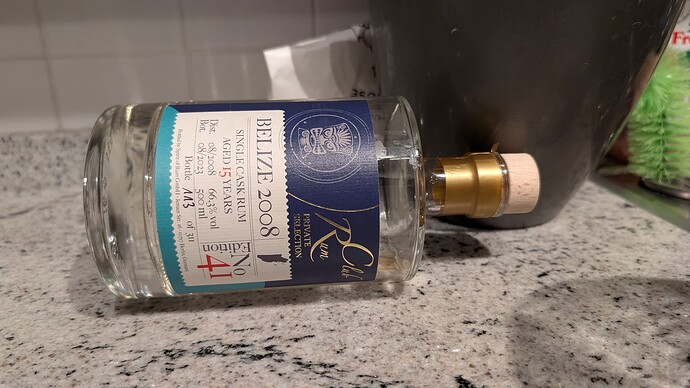 Rum Club
PRIVATE
SELECTION
BELIZE 2008
SINGLE CASK RUM
AGED 15 YEARS
Dist. 08/2008 66,3% vol
Bot. 08/2023 500 ml
Bottle 113 of 311
Edition
No
41
Fr